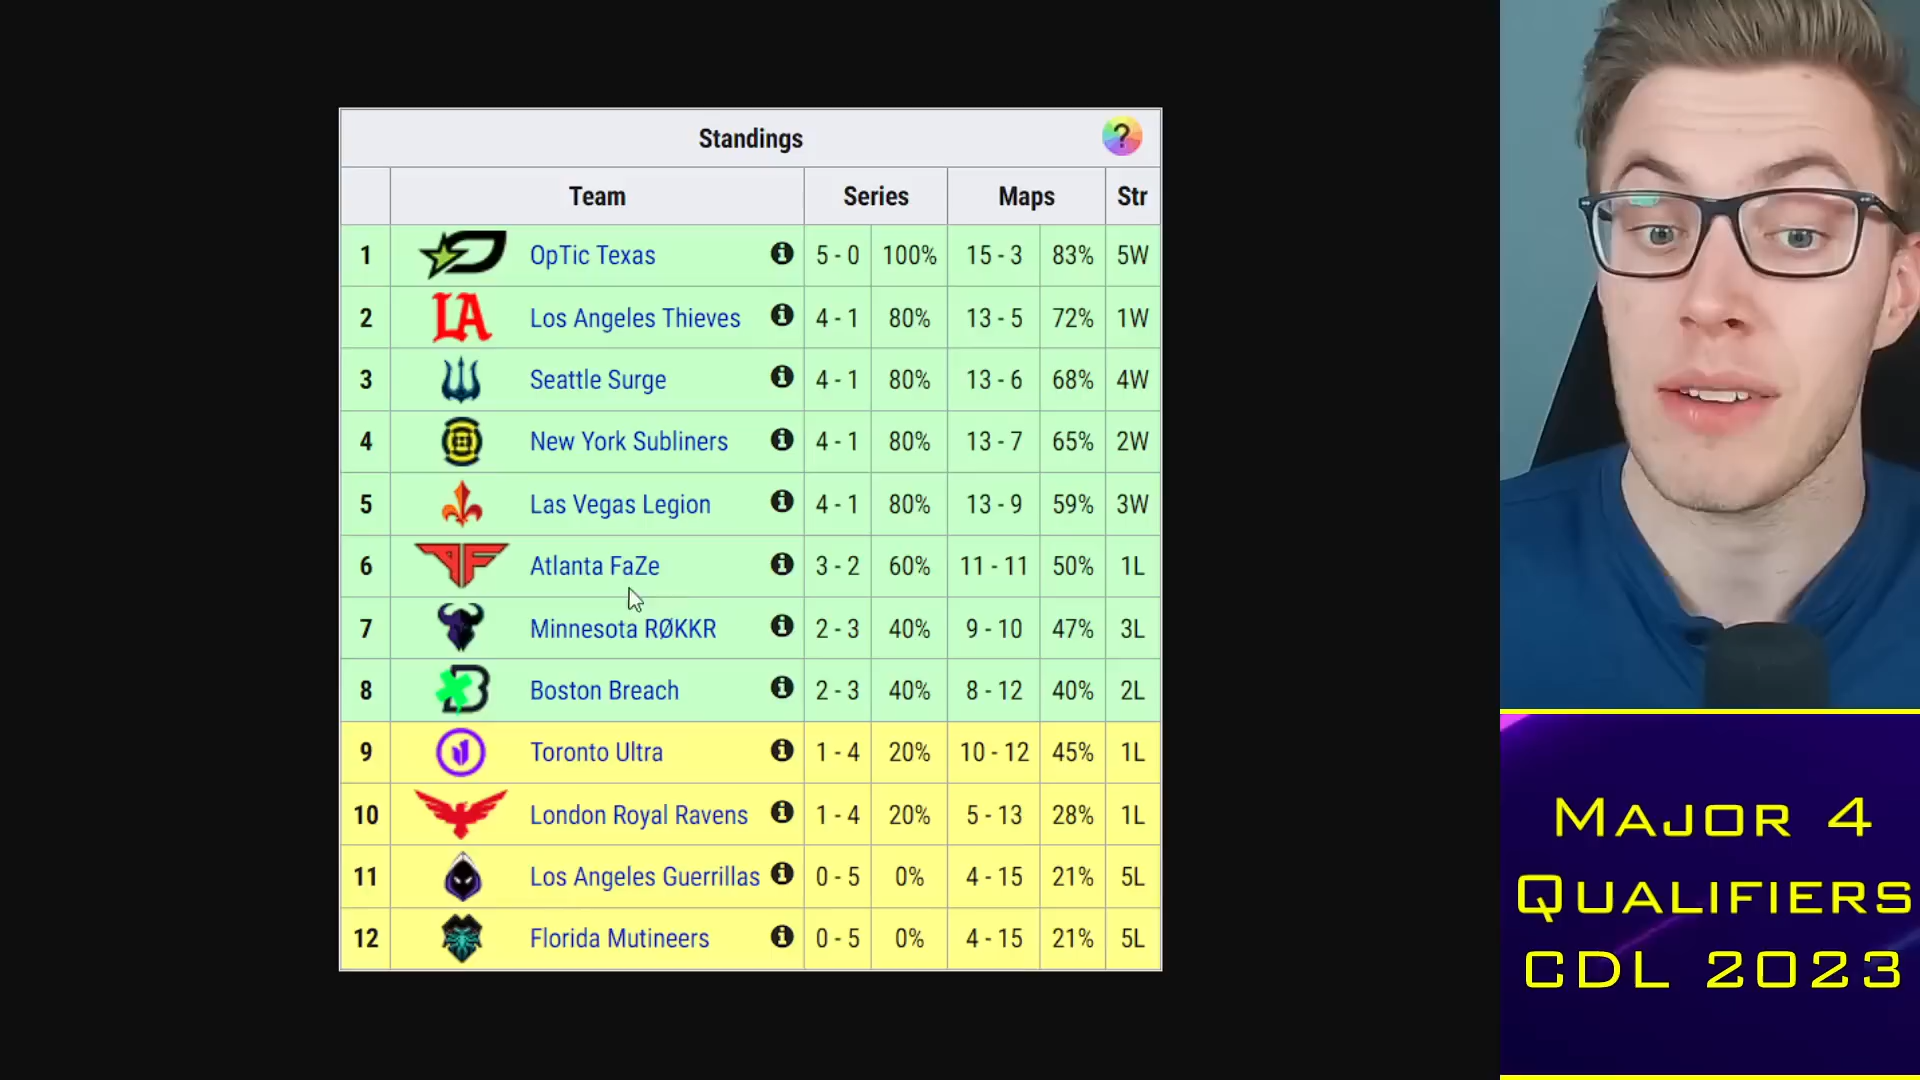 Standings
?
Team Series Maps Str
1 OpTic Texas 5 - 0 100% 15 - 3 83% 5W
2 LA Los Angeles Thieves 4 - 1 80% 13 - 5 72% 1W
3 Seattle Surge 4 - 1 80% 13 - 6 68% 4W
4 New York Subliners 4 - 1 80% 13 - 7 65% 2W
5 Las Vegas Legion 4 - 1 80% 13 - 9 59% 3W
6 Atlanta FaZe 3 - 2 60% 11 - 11 50% 1L
7 Minnesota RØKKR 2 - 3 40% 9 - 10 47% 3L
8 B Boston Breach 2 - 3 40% 8 - 12 40% 2L
9 Toronto Ultra 1 - 4 20% 10 - 12 45% 1L
10 London Royal Ravens 1 - 4 20% 5 - 13 28% 1L
11 Los Angeles Guerrillas 0 - 5 0% 4 - 15 21% 5L
12 Florida Mutineers 0 - 5 0% 4 - 15 21% 5L
MAJOR 4
QUALIFIERS
CDL 2023